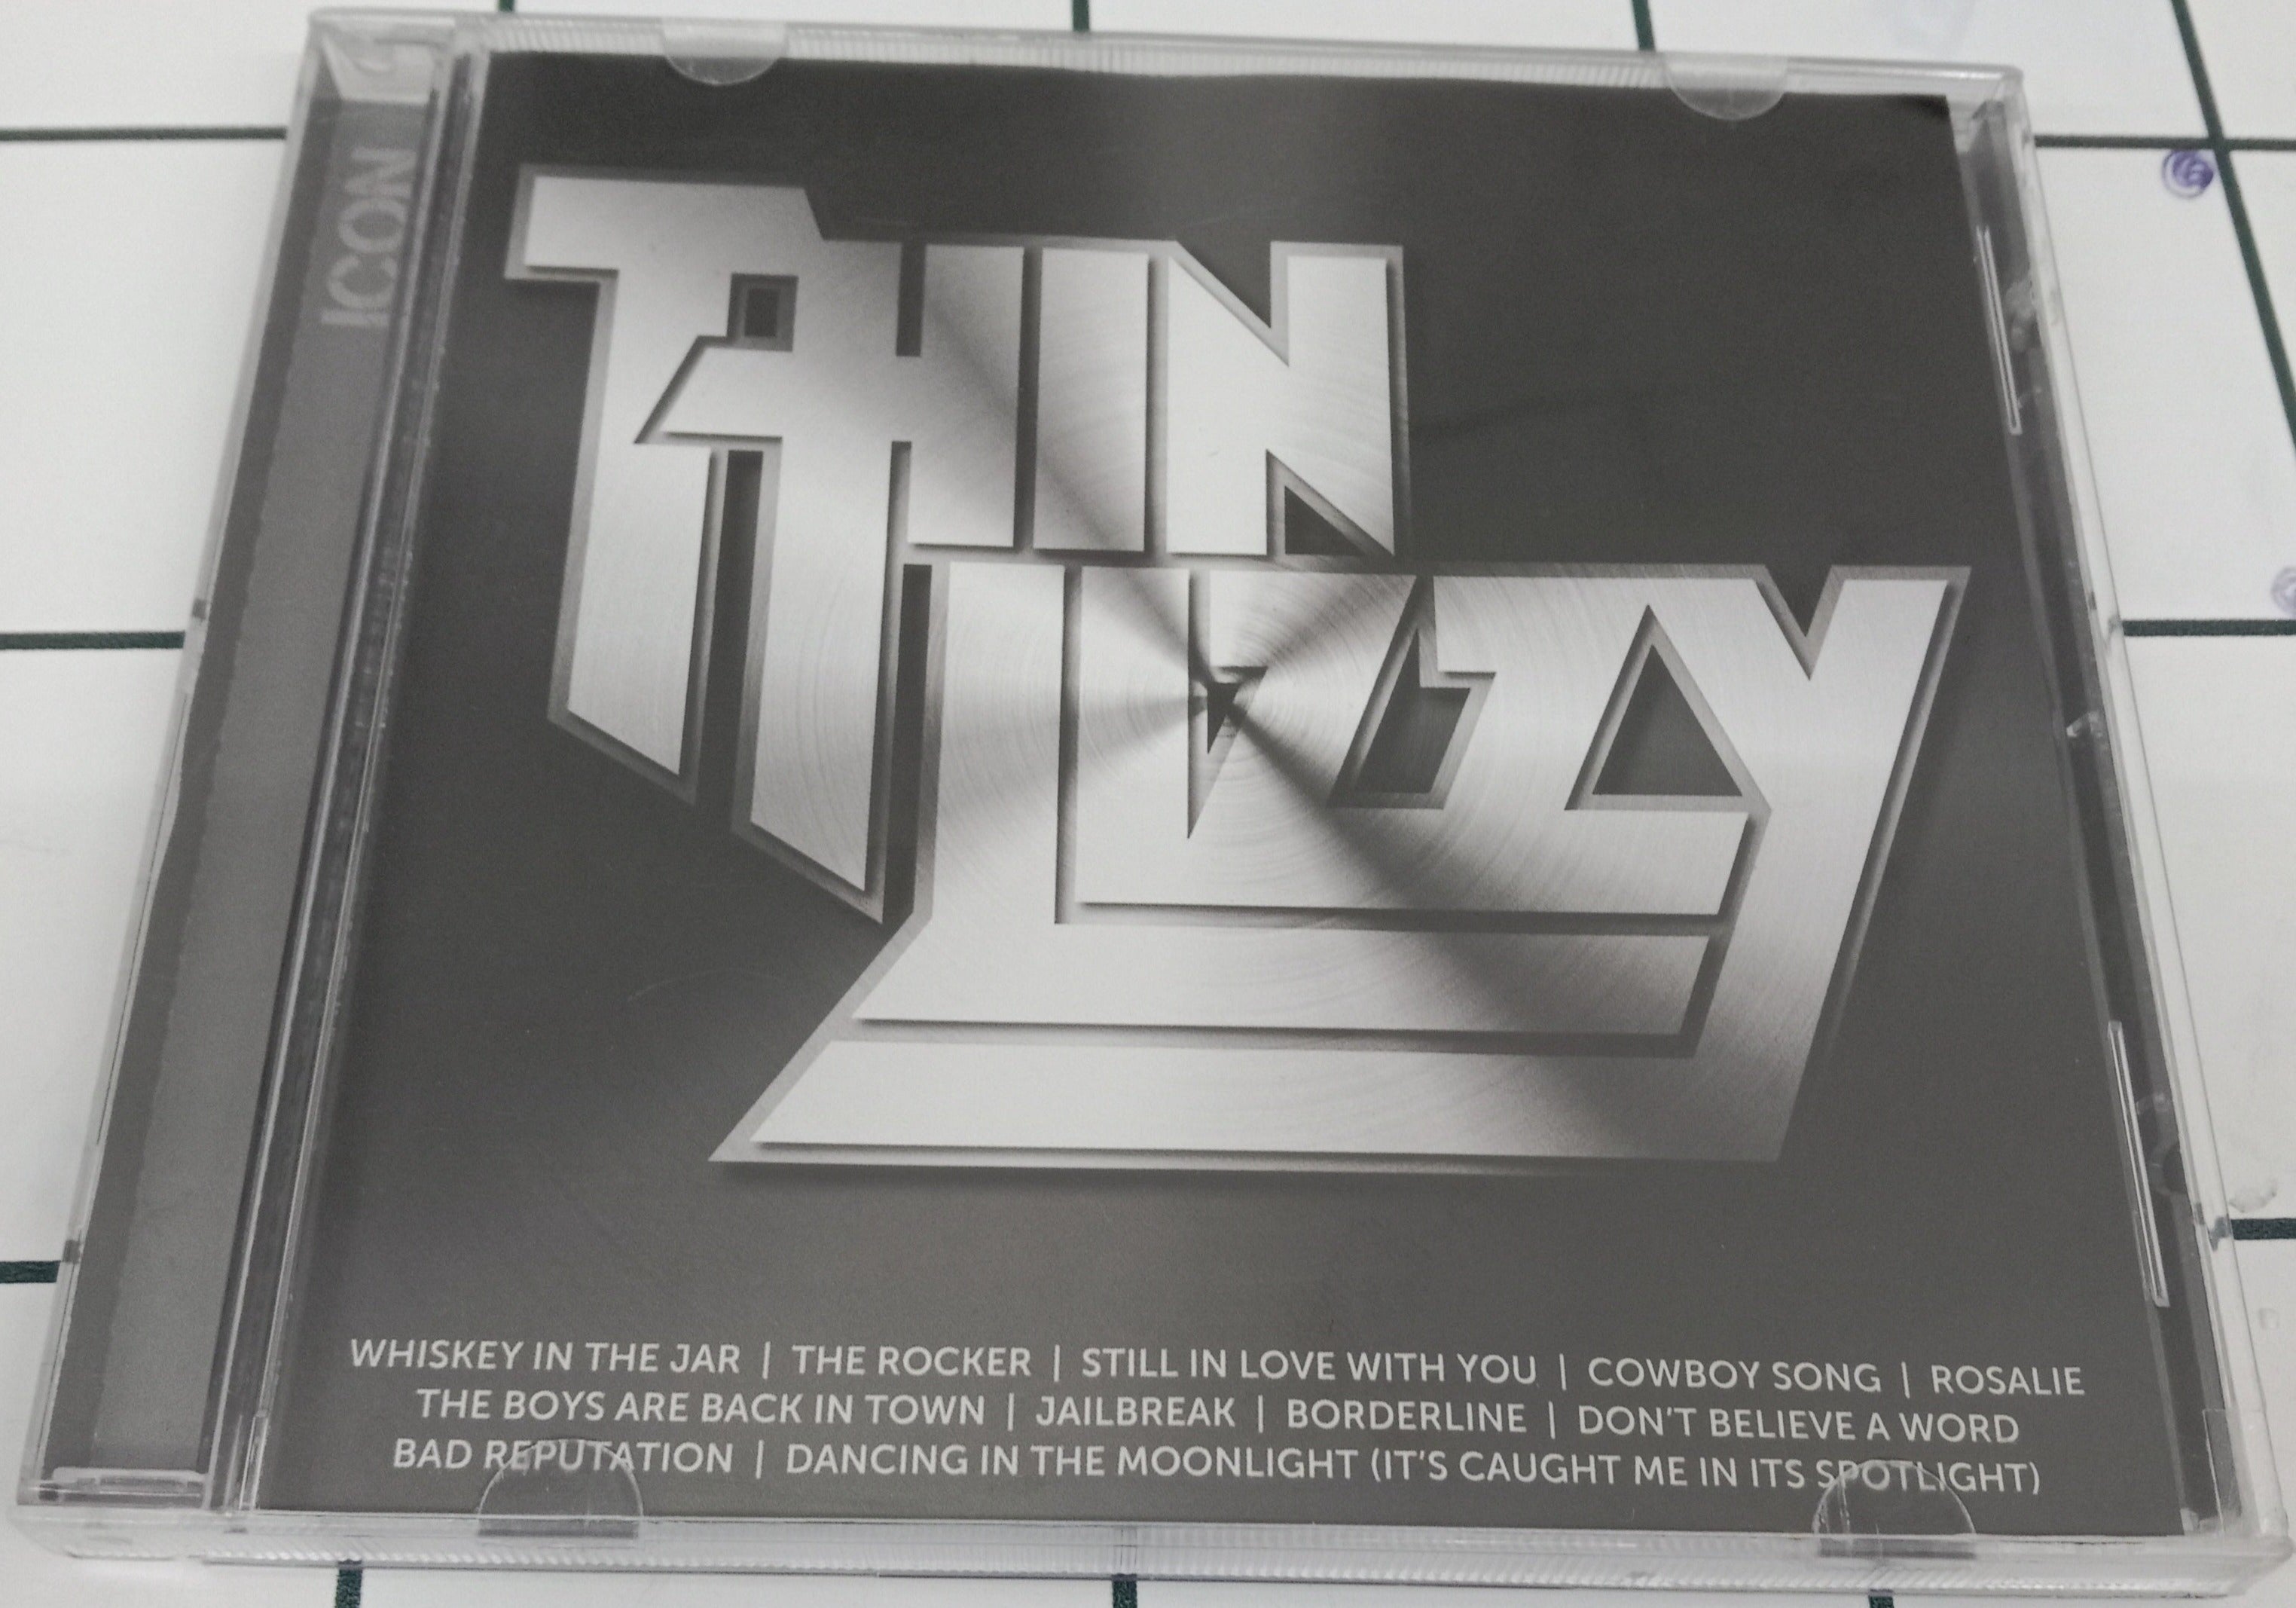 ICON
THIN
LIZZY
WHISKEY IN THE JAR | THE ROCKER | STILL IN LOVE WITH YOU | COWBOY SONG | ROSALIE
THE BOYS ARE BACK IN TOWN | JAILBREAK | BORDERLINE | DON'T BELIEVE A WORD
BAD REPUTATION | DANCING IN THE MOONLIGHT (IT'S CAUGHT ME IN ITS SPOTLIGHT)